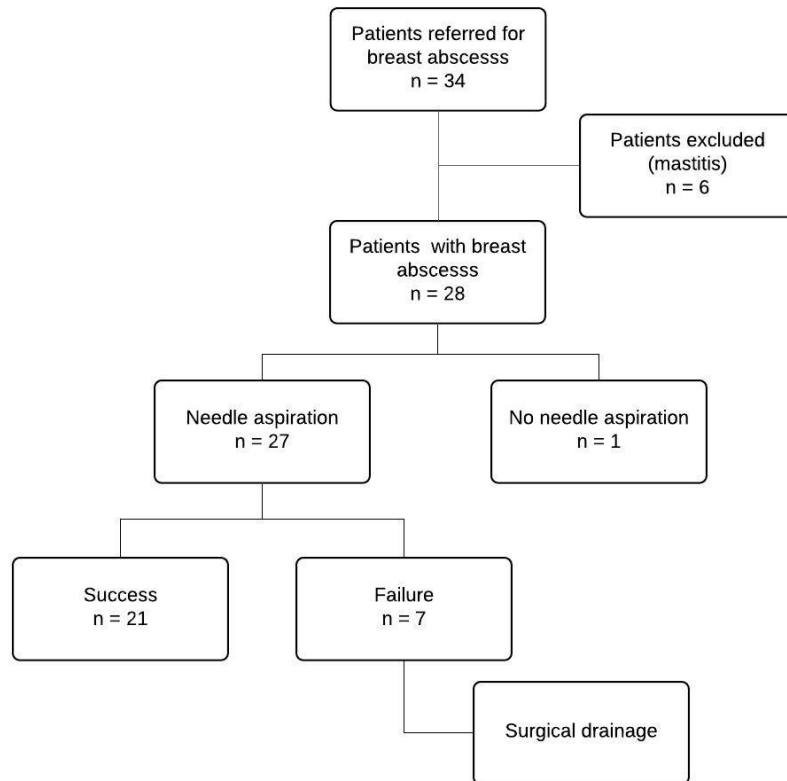 Patients referred for
breast abscesss
n = 34
Patients excluded
(mastitis)
n = 6
Patients  with breast
abscesss
n = 28
Needle aspiration
n = 27
No needle aspiration
n = 1
Success
n = 21
Failure
n = 7
Surgical drainage